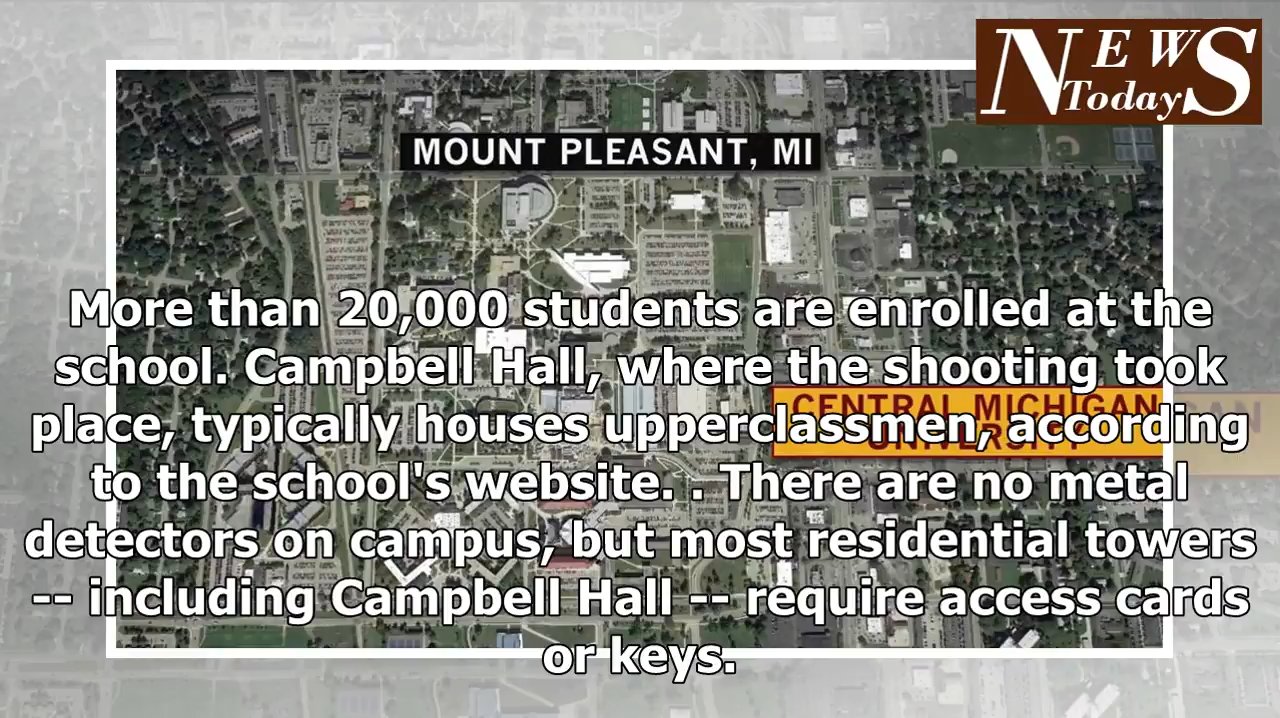 NEWS
Today
MOUNT PLEASANT, MI
More than 20,000 students are enrolled at the
school. Campbell Hall, where the shooting took
place, typically houses upperclassmen, according
to the school's website. . There are no metal
detectors on campus, but most residential towers
-- including Campbell Hall -- require access cards
or keys.
CENTRAL MICHIGAN
UNIVERSITY